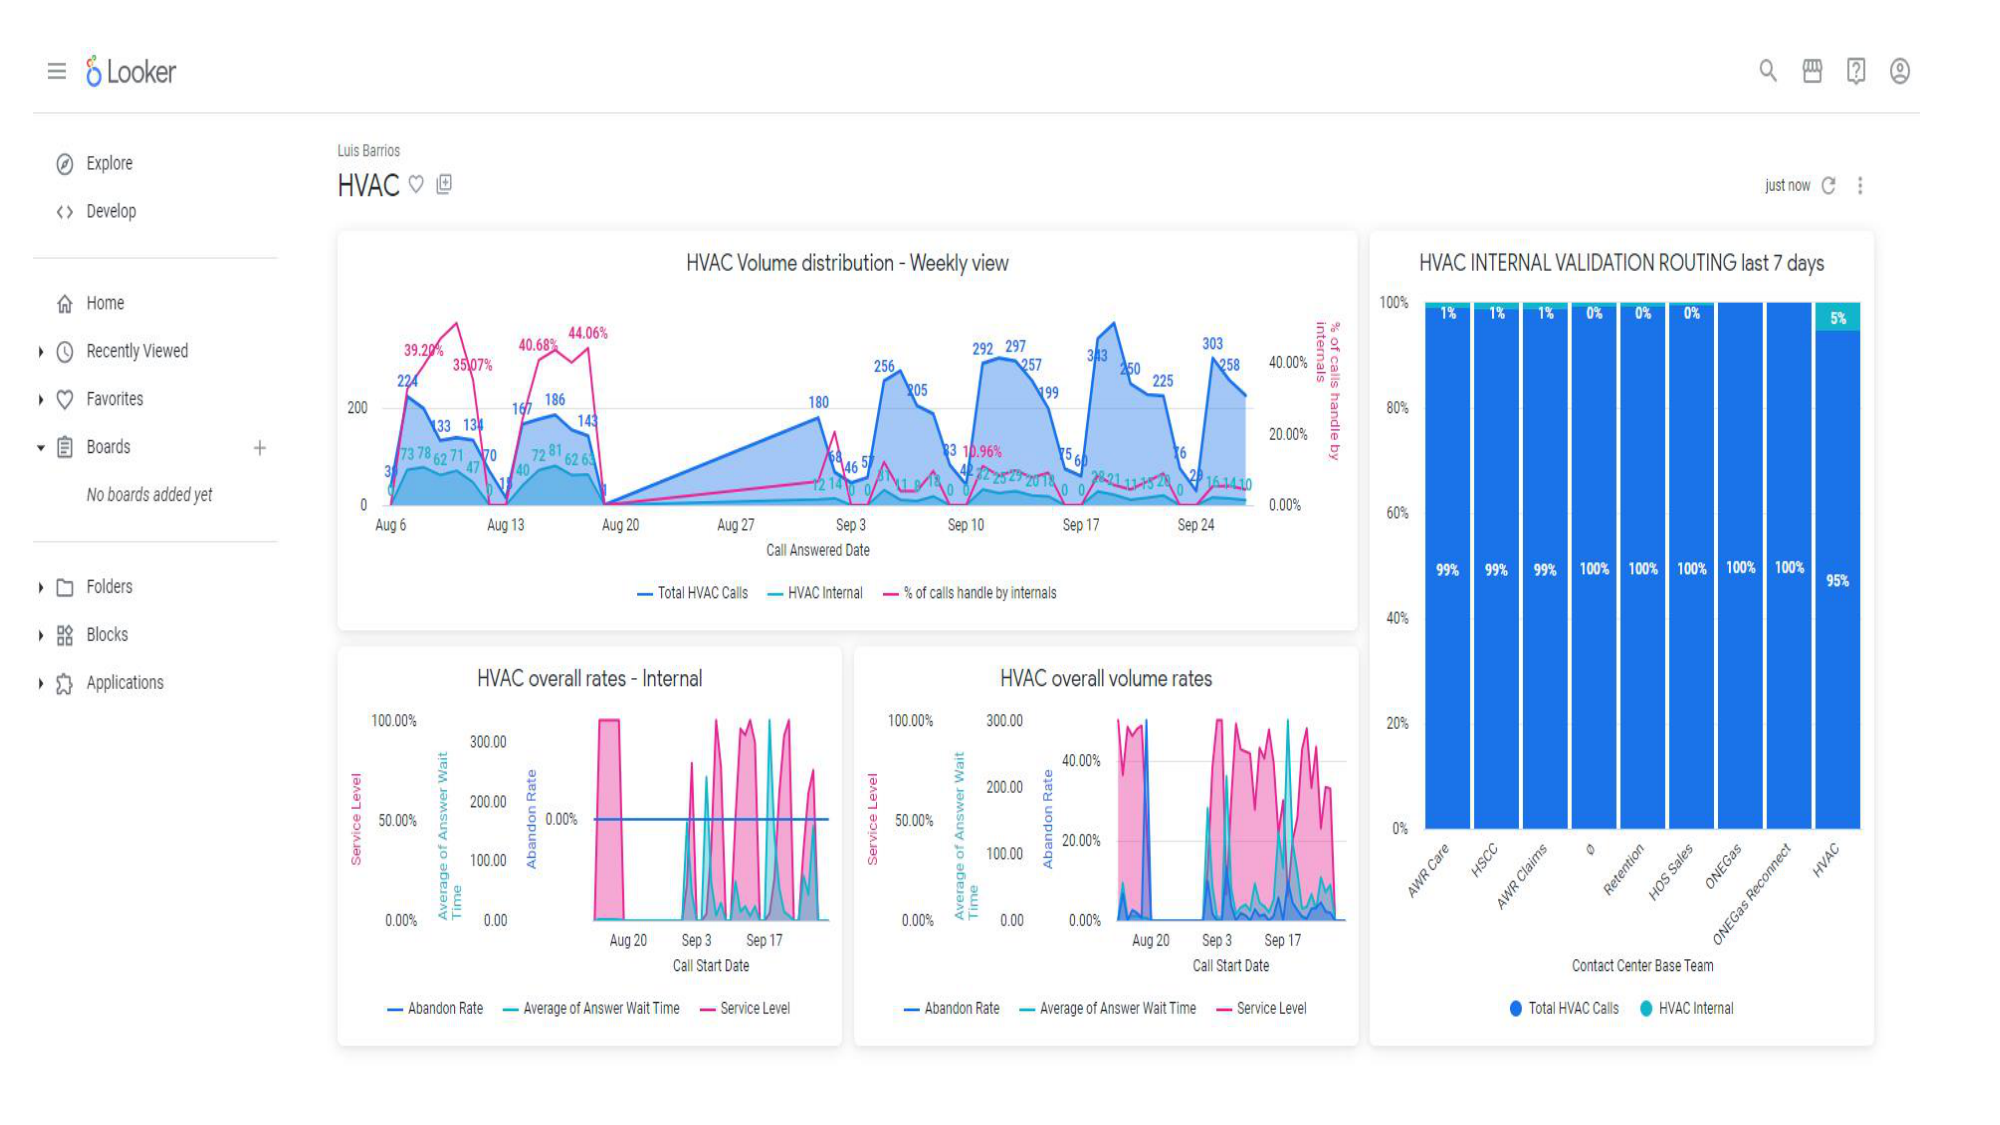 Looker
Explore
Develop
Home
Recently Viewed
Favorites
Boards
No boards added yet
Folders
Blocks
Applications
Luis Barrios
HVAC
just now
HVAC Volume distribution - Weekly view
39.20%
35.07%
40.68%
44.06%
10.96%
224
133
134
70
167
186
143
180
68
46
256
205
292
297
257
199
75
343
250
225
76
303
258
73 78 62 71 47
40 72 81 62
12 14
200
0
40.00%
20.00%
0.00%
% of calls handle by internals
Aug 6
Aug 13
Aug 20
Aug 27
Sep 3
Sep 10
Sep 17
Sep 24
Call Answered Date
Total HVAC Calls
HVAC Internal
% of calls handle by internals
HVAC overall rates - Internal
100.00%
50.00%
0.00%
Service Level
300.00
200.00
100.00
0.00
Average of Answer Wait Time
Abandon Rate
0.00%
Aug 20
Sep 3
Sep 17
Call Start Date
Abandon Rate
Average of Answer Wait Time
Service Level
HVAC overall volume rates
100.00%
50.00%
0.00%
Service Level
300.00
200.00
100.00
0.00
Average of Answer Wait Time
40.00%
20.00%
0.00%
Abandon Rate
Aug 20
Sep 3
Sep 17
Call Start Date
Abandon Rate
Average of Answer Wait Time
Service Level
HVAC INTERNAL VALIDATION ROUTING last 7 days
100%
80%
60%
40%
20%
0%
1% 1% 1% 0% 0% 0% 5%
99% 99% 99% 100% 100% 100% 100% 100% 95%
AWR Care
HSCC
AWR Claims
∅
Retention
HOS Sales
ONEGas
ONEGas Reconnect
HVAC
Contact Center Base Team
Total HVAC Calls
HVAC Internal